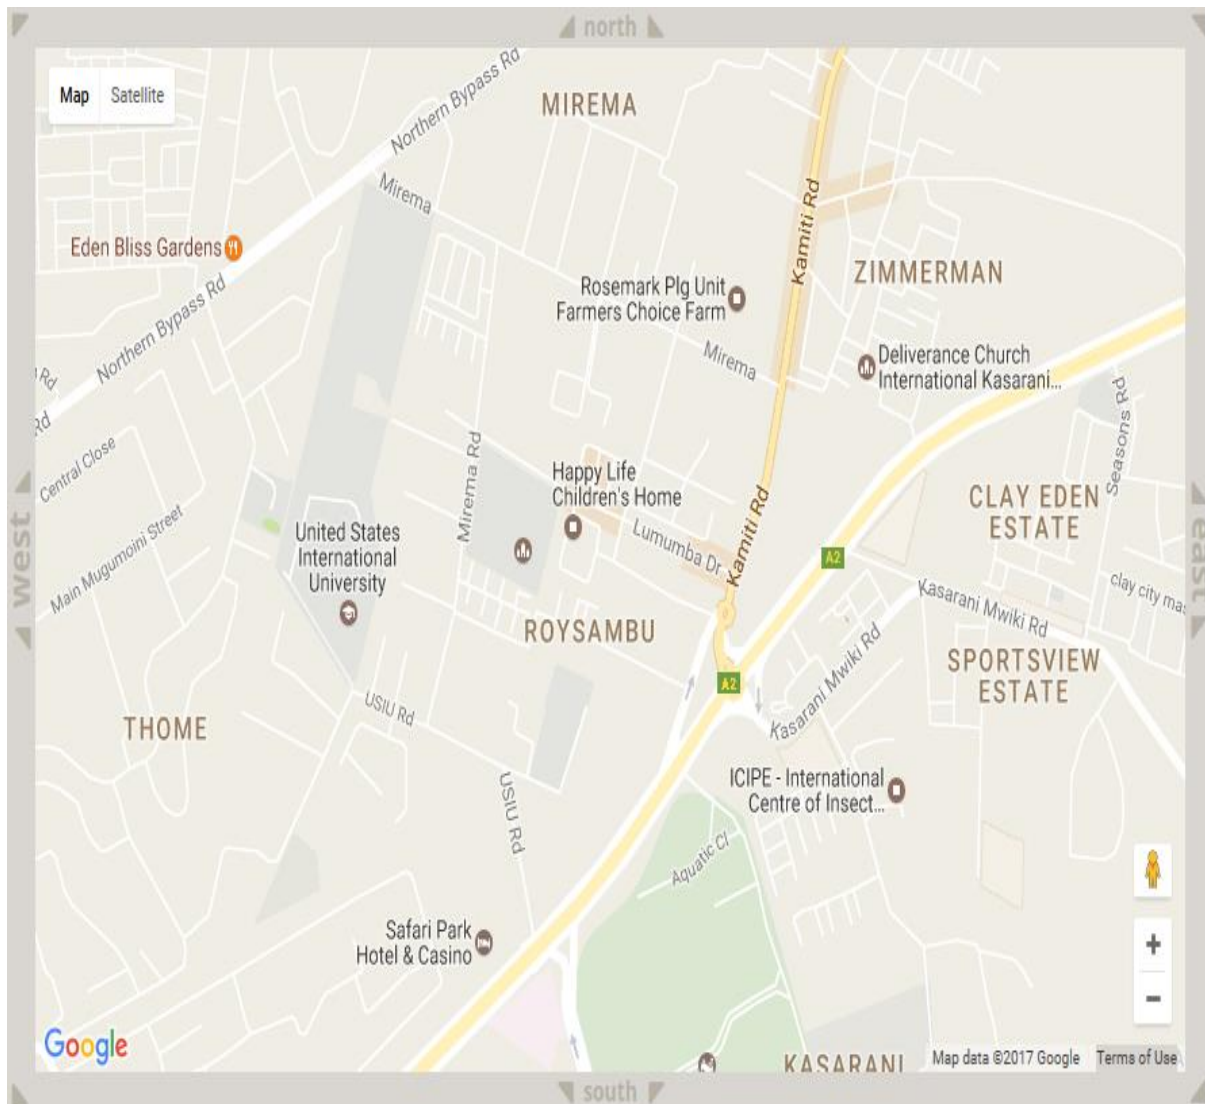 north
Map Satellite
Northern Bypass Rd
MIREMA
Mirema
Kamiti Rd
Eden Bliss Gardens
ZIMMERMAN
Rosemark Plg Unit
Farmers Choice Farm
Northern Bypass Rd
Mirema
Deliverance Church
International Kasarani...
Rd
Rd
Seasons Rd
Central Close
Mirema Rd
Happy Life
Children's Home
CLAY EDEN
ESTATE
west
east
Main Mugumoini Street
United States
International
University
Lumumba Dr
Kamiti Rd
A2
clay city ma
Kasarani Mwiki Rd
ROYSAMBU
Kasarani Mwiki Rd
SPORTSVIEW
ESTATE
A2
USIU Rd
THOME
USIU Rd
ICIPE - International
Centre of Insect...
Aquatic Cl
Safari Park
Hotel & Casino
+
−
Google
KASARANI
Map data ©2017 Google Terms of Use
south